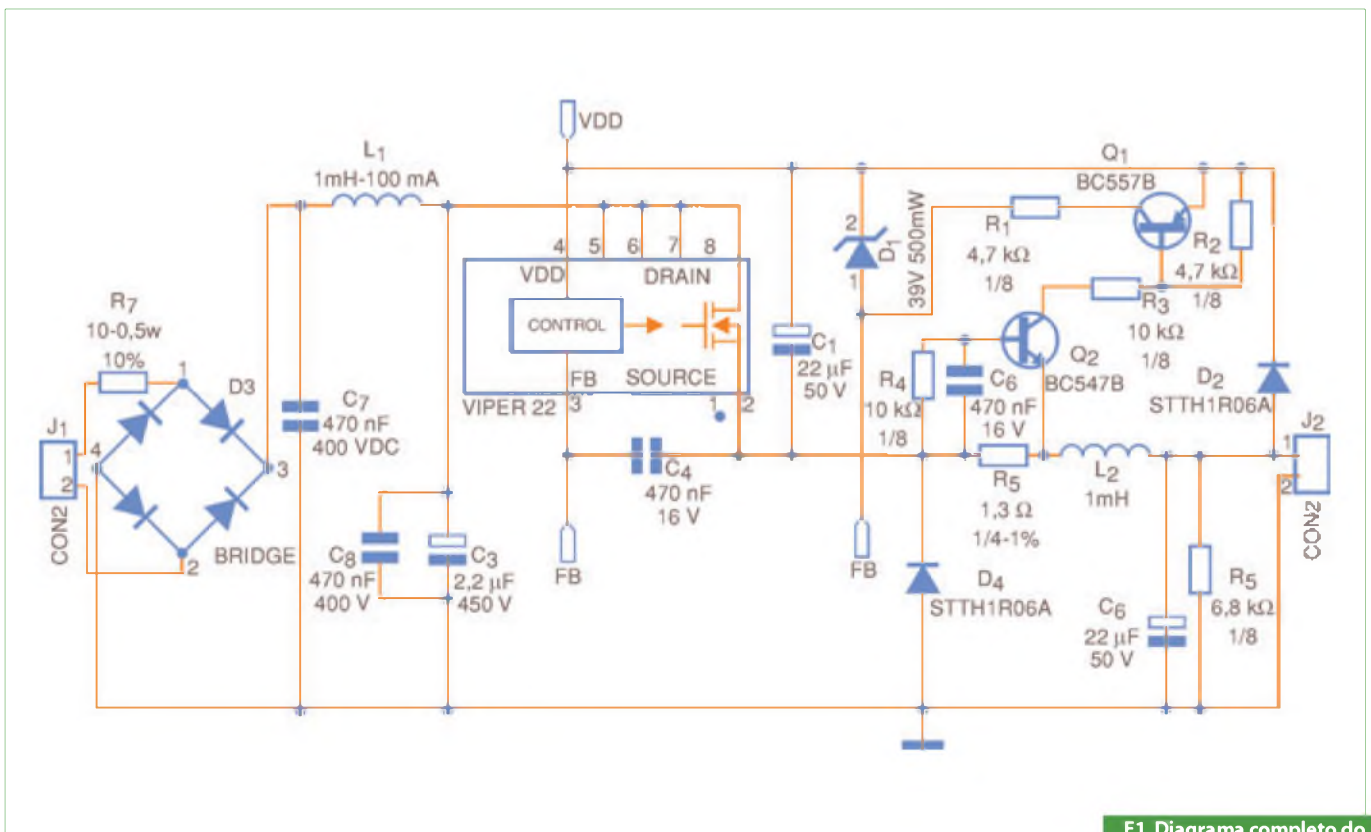 VDD
L1
1mH-100 mA
Q1
BC557B
R1
4,7 kΩ
1/8
2
D1
1
39V 500mW
R2
4,7 kΩ
1/8
4
5
6
7
8
VDD
DRAIN
CONTROL
FB
SOURCE
3
1
2
VIPER 22
R7
10-0,5w
10%
1
D3
4
3
2
BRIDGE
J1
1
2
CON2
C7
470 nF
400 VDC
C1
22 µF
50 V
R3
10 kΩ
1/8
Q2
BC547B
R4
10 kΩ
1/8
C6
470 nF
16 V
D2
STTH1R06A
J2
1
2
CON2
C4
470 nF
16 V
R5
1,3 Ω
1/4-1%
L2
1mH
C8
470 nF
400 V
C3
2,2 µF
450 V
FB
FB
D4
STTH1R06A
C6
22 µF
50 V
R5
6,8 kΩ
1/8
F1. Diagrama completo do